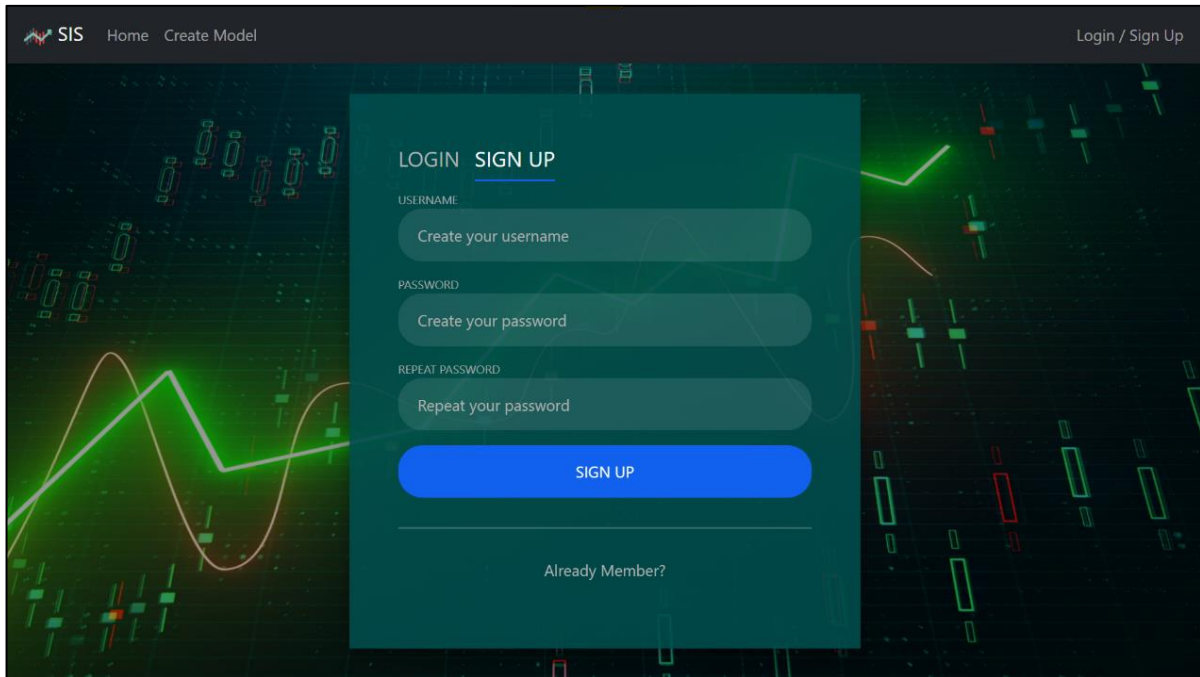 SIS Home Create Model Login / Sign Up
LOGIN SIGN UP
USERNAME
Create your username
PASSWORD
Create your password
REPEAT PASSWORD
Repeat your password
SIGN UP
Already Member?